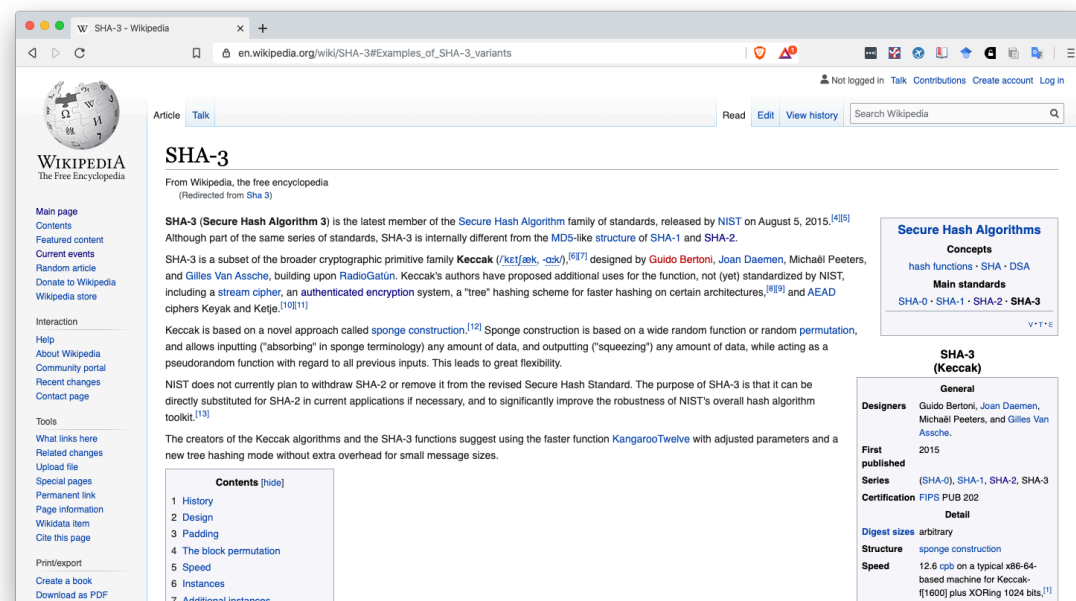 SHA-3 - Wikipedia
en.wikipedia.org/wiki/SHA-3#Examples_of_SHA_3_variants
Not logged in Talk Contributions Create account Log in
Article Talk
Read Edit View history Search Wikipedia
WIKIPEDIA
The Free Encyclopedia
Main page
Contents
Featured content
Current events
Random article
Donate to Wikipedia
Wikipedia store
Interaction
Help
About Wikipedia
Community portal
Recent changes
Contact page
Tools
What links here
Related changes
Upload file
Special pages
Permanent link
Page information
Wikidata item
Cite this page
Print/export
Create a book
Download as PDF
SHA-3
From Wikipedia, the free encyclopedia
(Redirected from Sha 3)
SHA-3 (Secure Hash Algorithm 3) is the latest member of the Secure Hash Algorithm family of standards, released by NIST on August 5, 2015.[4][5]
Although part of the same series of standards, SHA-3 is internally different from the MD5-like structure of SHA-1 and SHA-2.
SHA-3 is a subset of the broader cryptographic primitive family Keccak (/ˈkɛtʃæk, -ɑːk/),[6][7] designed by Guido Bertoni, Joan Daemen, Michaël Peeters,
and Gilles Van Assche, building upon RadioGatún. Keccak's authors have proposed additional uses for the function, not (yet) standardized by NIST,
including a stream cipher, an authenticated encryption system, a "tree" hashing scheme for faster hashing on certain architectures,[8][9] and AEAD
ciphers Keyak and Ketje.[10][11]
Keccak is based on a novel approach called sponge construction.[12] Sponge construction is based on a wide random function or random permutation,
and allows inputting ("absorbing" in sponge terminology) any amount of data, and outputting ("squeezing") any amount of data, while acting as a
pseudorandom function with regard to all previous inputs. This leads to great flexibility.
NIST does not currently plan to withdraw SHA-2 or remove it from the revised Secure Hash Standard. The purpose of SHA-3 is that it can be
directly substituted for SHA-2 in current applications if necessary, and to significantly improve the robustness of NIST's overall hash algorithm
toolkit.[13]
The creators of the Keccak algorithms and the SHA-3 functions suggest using the faster function KangarooTwelve with adjusted parameters and a
new tree hashing mode without extra overhead for small message sizes.
Contents [hide]
1 History
2 Design
3 Padding
4 The block permutation
5 Speed
6 Instances
7 Additional instances
Secure Hash Algorithms
Concepts
hash functions · SHA · DSA
Main standards
SHA-0 · SHA-1 · SHA-2 · SHA-3
V·T·E
SHA-3
(Keccak)
General
Designers Guido Bertoni, Joan Daemen,
Michaël Peeters, and Gilles Van
Assche.
First 2015
published
Series (SHA-0), SHA-1, SHA-2, SHA-3
Certification FIPS PUB 202
Detail
Digest sizes arbitrary
Structure sponge construction
Speed 12.6 cpb on a typical x86-64-
based machine for Keccak-
f[1600] plus XORing 1024 bits,[1]